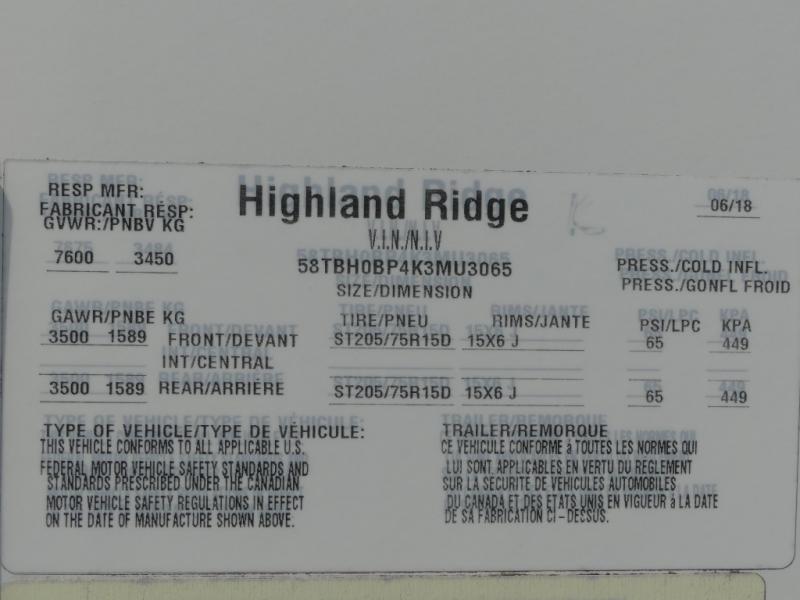 RESP MFR:
FABRICANT RÉSP:
Highland Ridge
06/18
GVWR:/PNBV KG
V.I.N./N.I.V
7600 3450
58TBH0BP4K3MU3065
PRESS./COLD INFL.
SIZE/DIMENSION
PRESS./GONFL FROID
GAWR/PNBE KG
TIRE/PNEU RIMS/JANTE PSI/LPC KPA
3500 1589 FRONT/DEVANT ST205/75R15D 15X6 J 65 449
INT/CENTRAL
3500 1589 REAR/ARRIÈRE ST205/75R15D 15X6 J 65 449
TYPE OF VEHICLE/TYPE DE VÉHICULE: TRAILER/REMORQUE
THIS VEHICLE CONFORMS TO ALL APPLICABLE U.S.
FEDERAL MOTOR VEHICLE SAFETY STANDARDS AND
STANDARDS PRESCRIBED UNDER THE CANADIAN
MOTOR VEHICLE SAFETY REGULATIONS IN EFFECT
ON THE DATE OF MANUFACTURE SHOWN ABOVE.
CE VEHICULE CONFORME à TOUTES LES NORMES QUI
LUI SONT APPLICABLES EN VERTU DU REGLEMENT
SUR LA SECURITE DE VEHICULES AUTOMOBILES
DU CANADA ET DES ETATS UNIS EN VIGUEUR à LA DATE
DE SA FABRICATION CI-DESSUS.